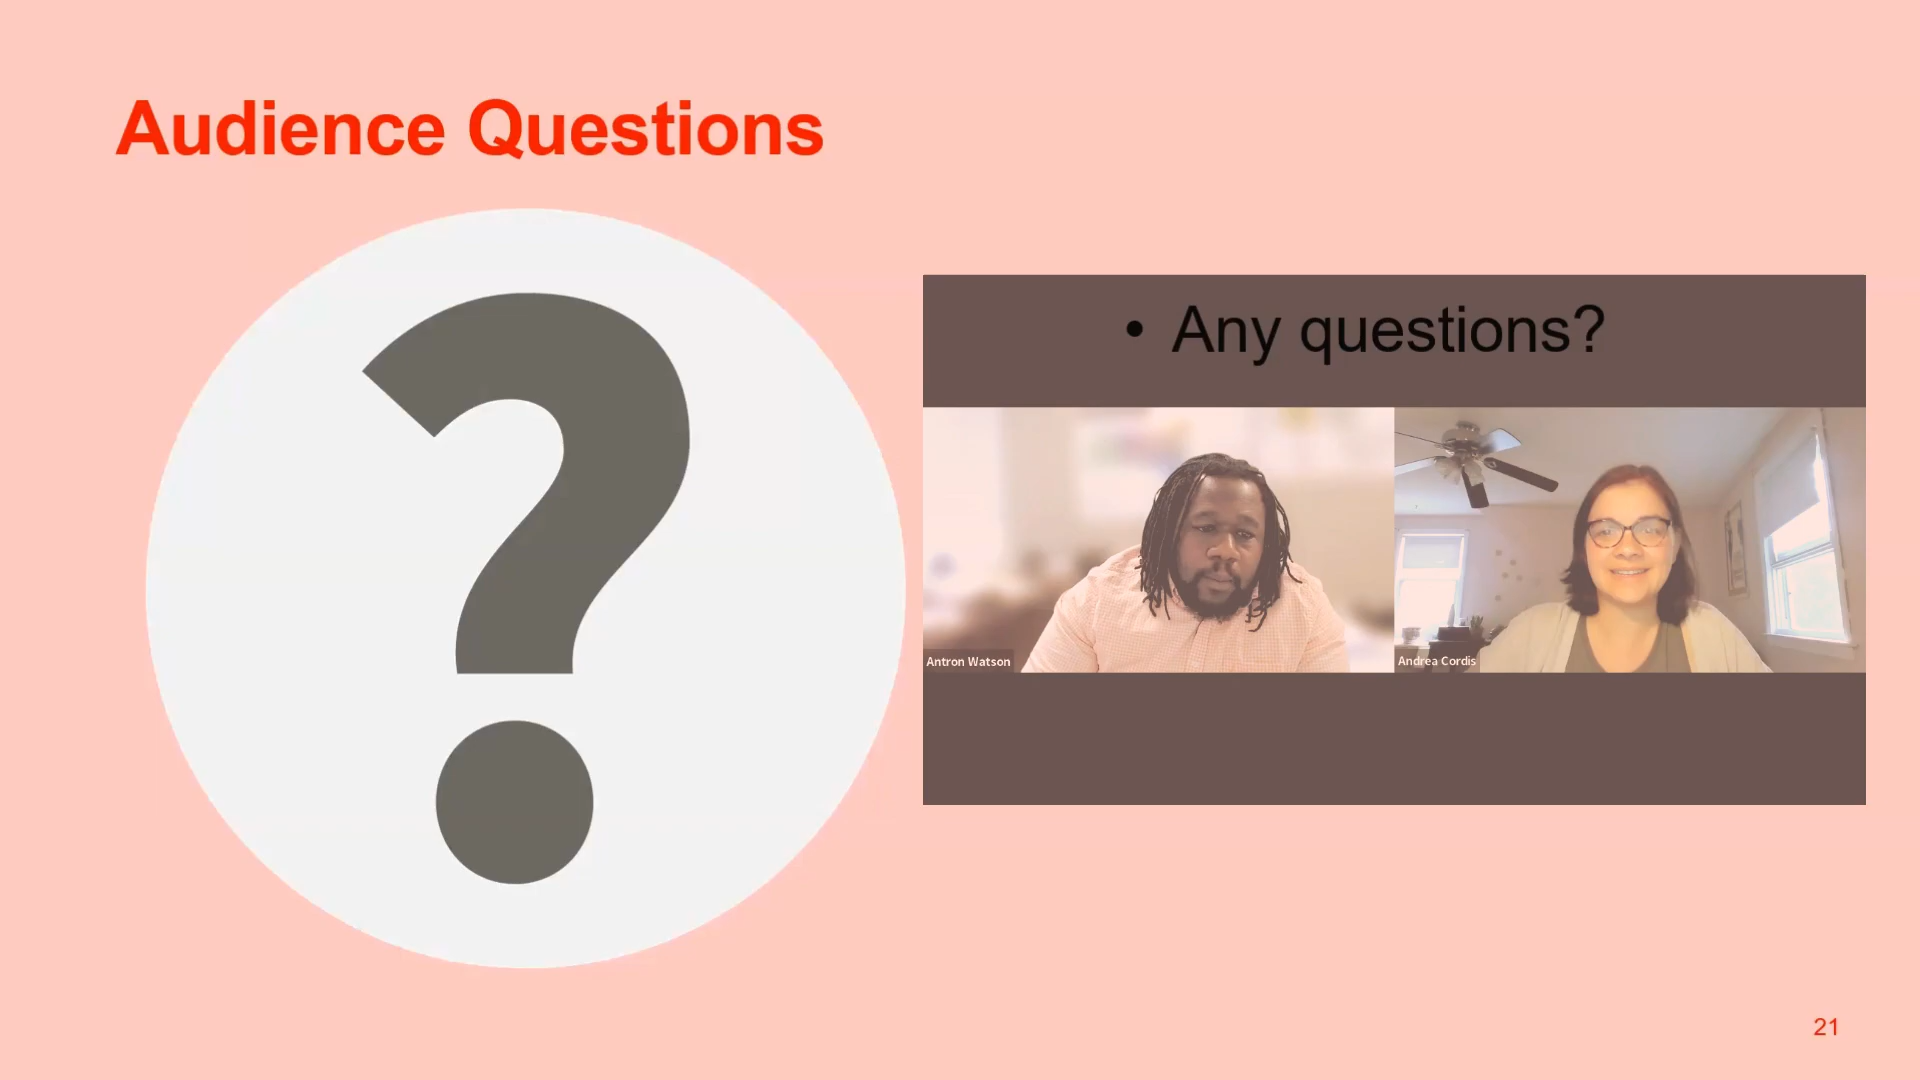 Audience Questions
?
• Any questions?
Antron Watson
Andrea Cordis
21